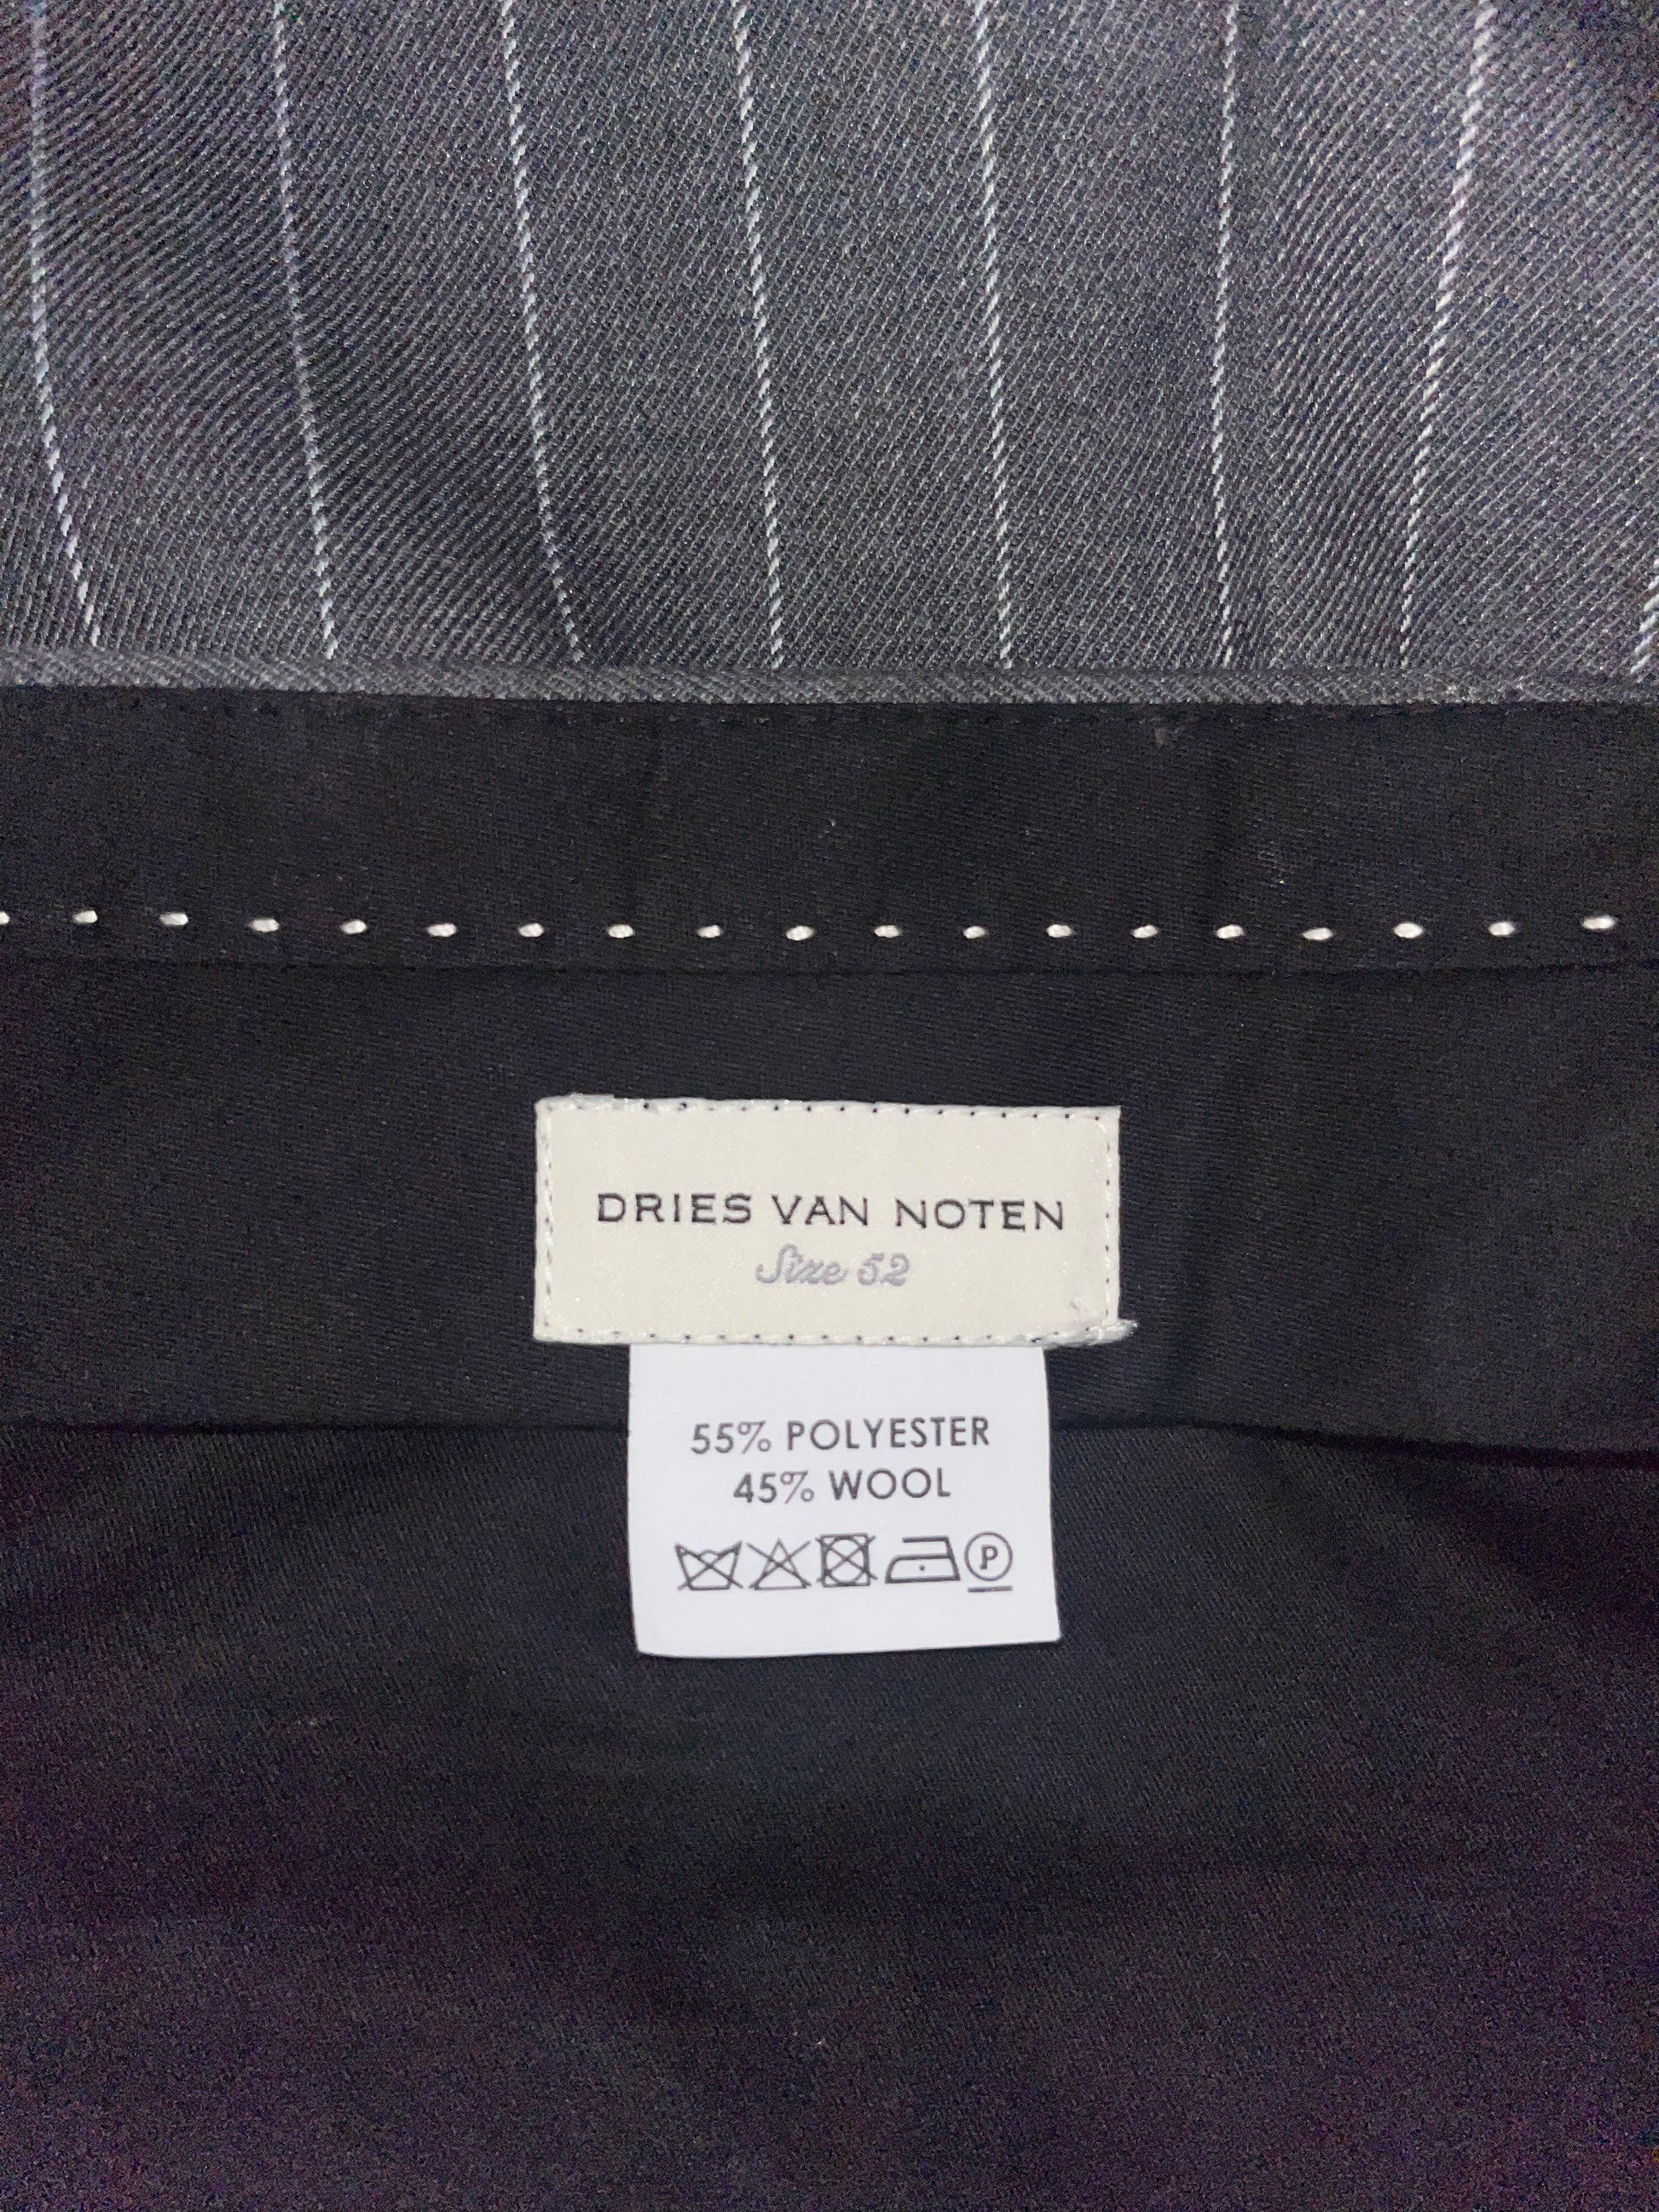 DRIES VAN NOTEN
Size 52
55% POLYESTER
45% WOOL
P